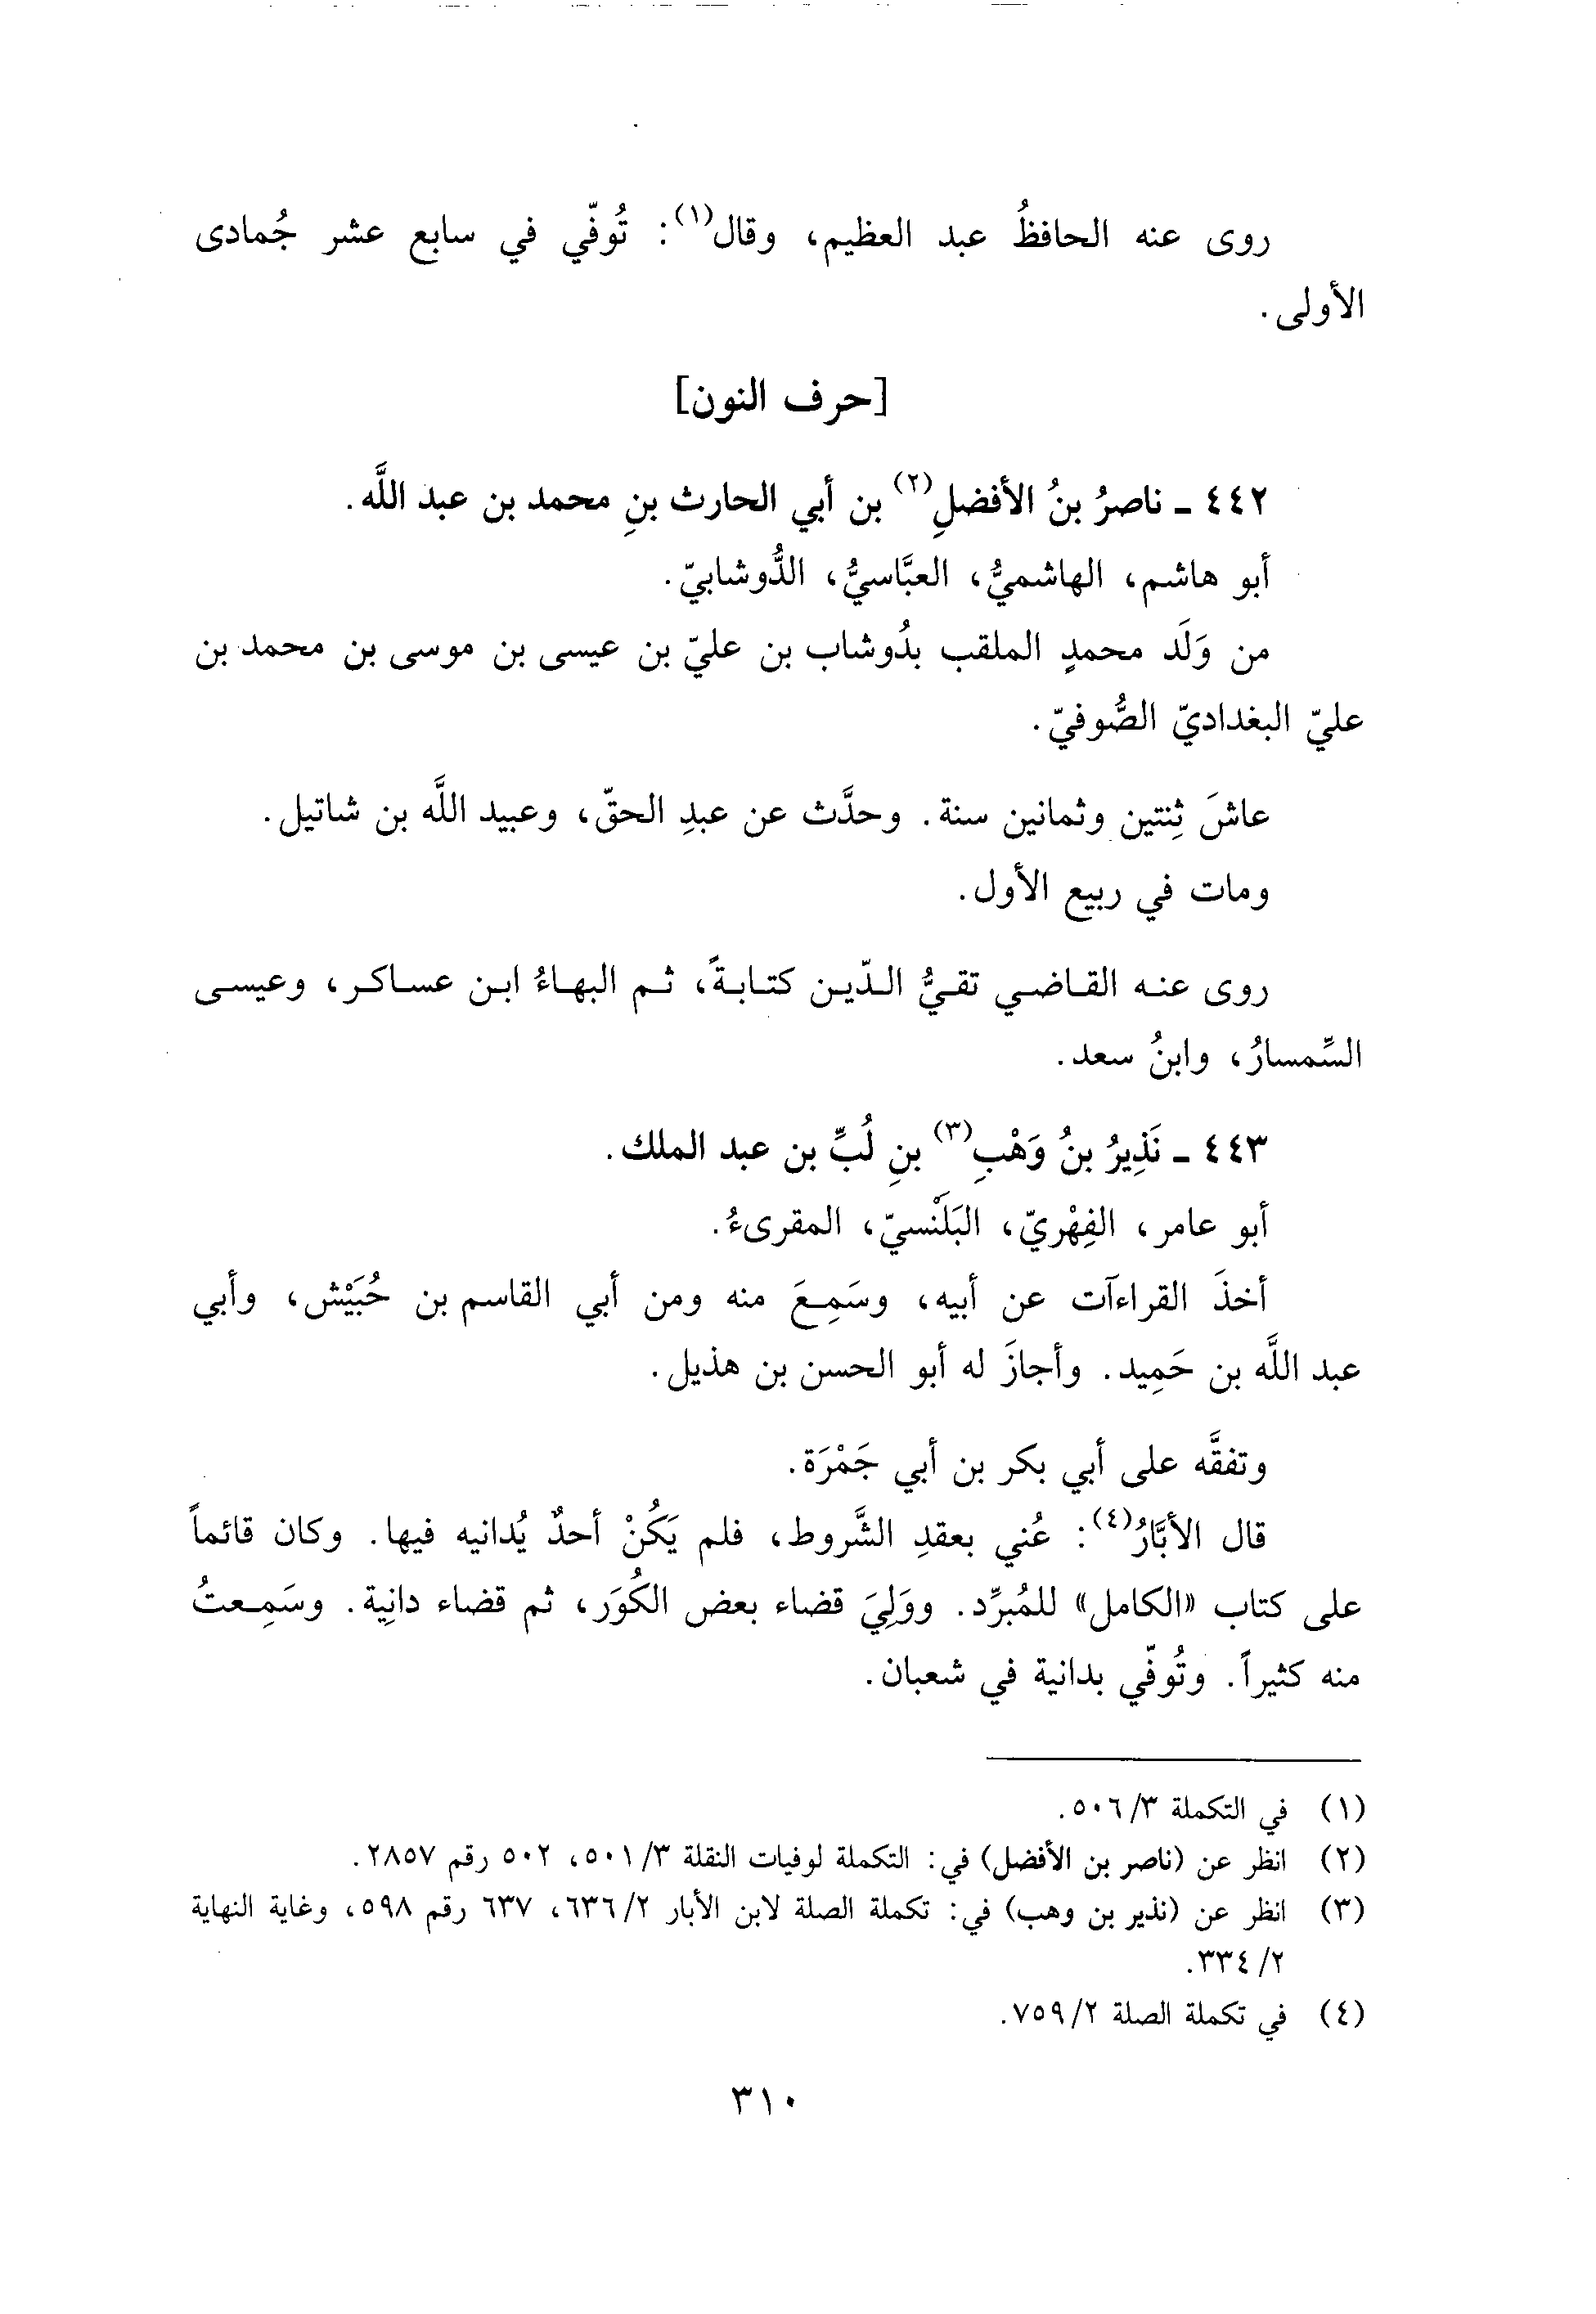 روى عنه الحافظُ عبد العظيم، وقال(١): تُوفّي في سابع عشر جُمادى
الأولى.
[حرف النون]
٤٤٢ ـ ناصرُ بنُ الأفضلِ(٢) بن أبي الحارث بنِ محمد بن عبد اللَّه.
أبو هاشم، الهاشميُّ، العبَّاسيُّ، الدُّوشابيّ.
من وَلَد محمدٍ الملقب بدُوشاب بن عليّ بن عيسى بن موسى بن محمد بن
عليّ البغداديّ الصُّوفيّ.
عاشَ ثِنتين وثمانين سنة. وحدَّث عن عبدِ الحقّ، وعبيد اللَّه بن شاتيل.
ومات في ربيع الأول.
روى عنه القاضي تقيُّ الدّين كتابةً، ثم البهاءُ ابن عساكر، وعيسى
السِّمسارُ، وابنُ سعد.
٤٤٣ ـ نَذِيرُ بنُ وَهْبِ(٣) بنِ لُبِّ بن عبد الملك.
أبو عامر، الفِهْريّ، البَلَنْسيّ، المقرىءُ.
أخذَ القراءآت عن أبيه، وسَمِعَ منه ومن أبي القاسم بن حُبَيْش، وأبي
عبد اللَّه بن حَمِيد. وأجازَ له أبو الحسن بن هذيل.
وتفقَّه على أبي بكر بن أبي جَمْرَة.
قال الأبَّارُ(٤): عُني بعقدِ الشَّروط، فلم يَكُنْ أحدٌ يُدانيه فيها. وكان قائماً
على كتاب «الكامل» للمُبرِّد. ووَلِيَ قضاء بعض الكُوَر، ثم قضاء دانِية. وسَمِعتُ
منه كثيراً. وتُوفّي بدانية في شعبان.
(١) في التكملة ٣/ ٥٠٦.
(٢) انظر عن (ناصر بن الأفضل) في: التكملة لوفيات النقلة ٣/ ٥٠١، ٥٠٢ رقم ٢٨٥٧.
(٣) انظر عن (نذير بن وهب) في: تكملة الصلة لابن الأبار ٢/ ٦٣٦، ٦٣٧ رقم ٥٩٨، وغاية النهاية
٢/ ٣٣٤.
(٤) في تكملة الصلة ٢/ ٧٥٩.
٣١٠